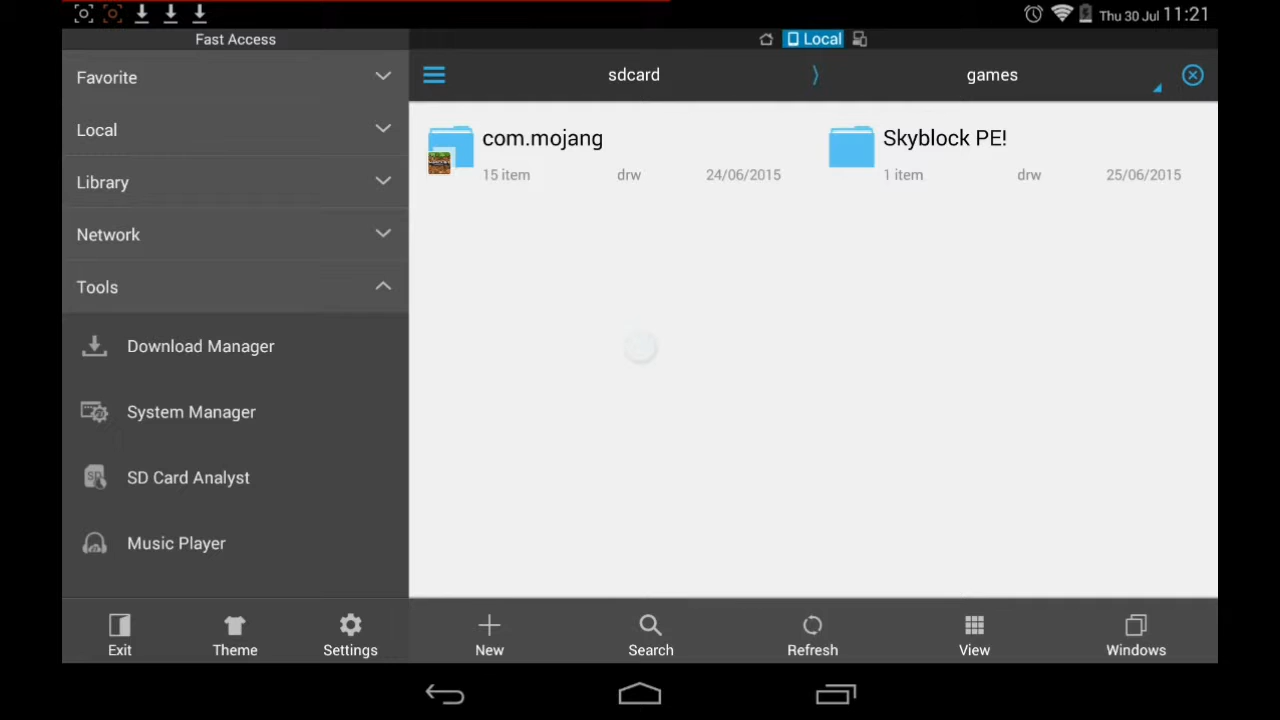 Thu 30 Jul 11:21
Fast Access
Local
Favorite
Local
Library
Network
Tools
Download Manager
System Manager
SD Card Analyst
Music Player
Exit Theme Settings
sdcard 〉 games
com.mojang
15 item drw 24/06/2015
Skyblock PE!
1 item drw 25/06/2015
New Search Refresh View Windows